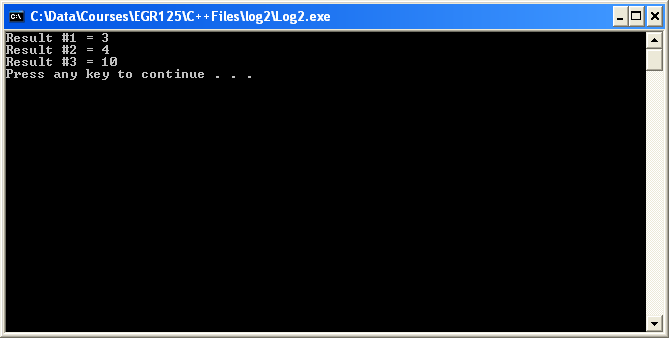 C:\Data\Courses\EGR125\C++Files\log2\Log2.exe
Result #1 = 3
Result #2 = 4
Result #3 = 10
Press any key to continue . . .